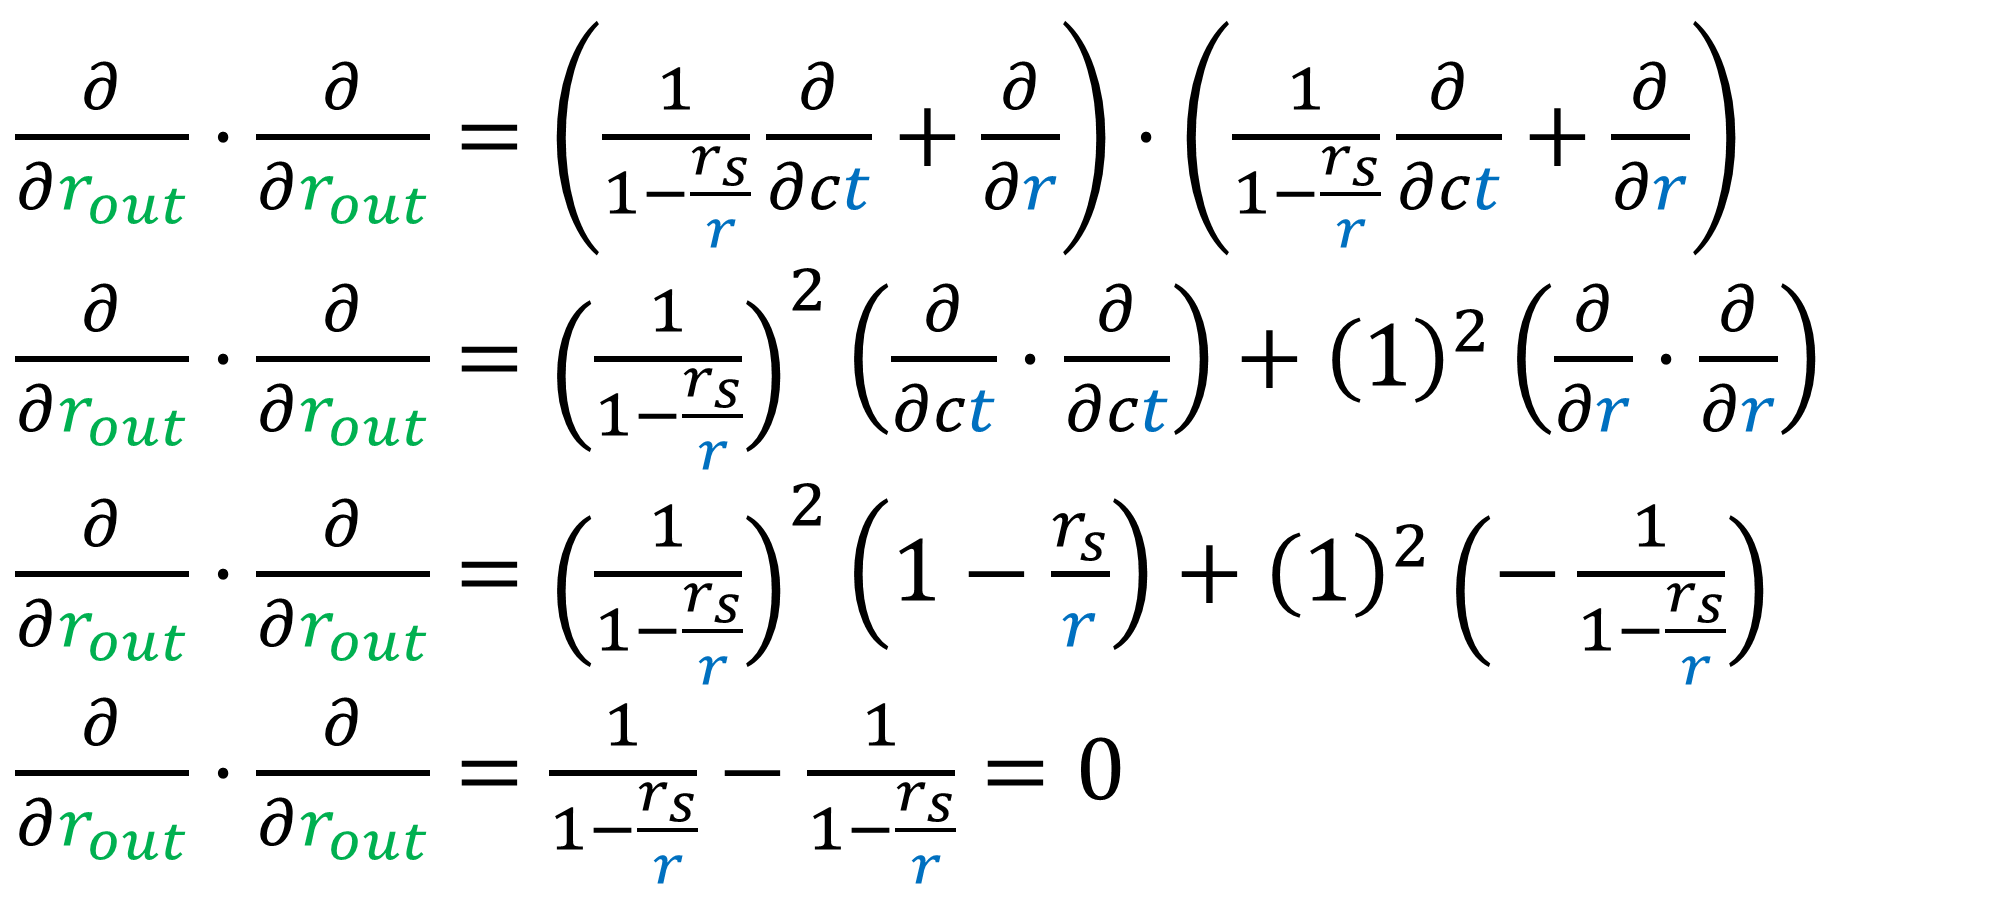 ∂/∂r_out · ∂/∂r_out = (1/(1−r_s/r) ∂/∂ct + ∂/∂r) · (1/(1−r_s/r) ∂/∂ct + ∂/∂r)
∂/∂r_out · ∂/∂r_out = (1/(1−r_s/r))² (∂/∂ct · ∂/∂ct) + (1)² (∂/∂r · ∂/∂r)
∂/∂r_out · ∂/∂r_out = (1/(1−r_s/r))² (1 − r_s/r) + (1)² (− 1/(1−r_s/r))
∂/∂r_out · ∂/∂r_out = 1/(1−r_s/r) − 1/(1−r_s/r) = 0